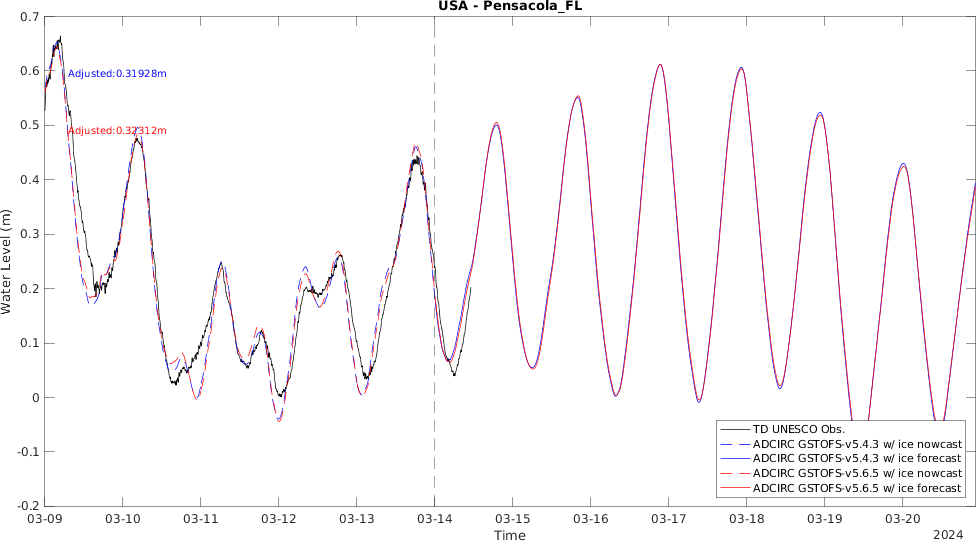 USA - Pensacola_FL
0.7
0.6
0.5
0.4
0.3
0.2
0.1
0
-0.1
-0.2
Water Level (m)
Adjusted:0.31928m
Adjusted:0.32312m
TD UNESCO Obs.
ADCIRC GSTOFS-v5.4.3 w/ ice nowcast
ADCIRC GSTOFS-v5.4.3 w/ ice forecast
ADCIRC GSTOFS-v5.6.5 w/ ice nowcast
ADCIRC GSTOFS-v5.6.5 w/ ice forecast
03-09 03-10 03-11 03-12 03-13 03-14 03-15 03-16 03-17 03-18 03-19 03-20
Time
2024